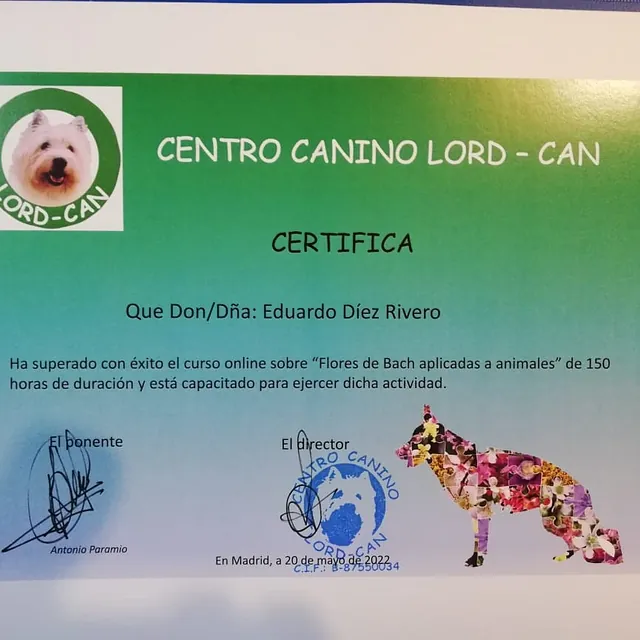 CENTRO CANINO LORD – CAN
LORD-CAN
CERTIFICA
Que Don/Dña: Eduardo Díez Rivero
Ha superado con éxito el curso online sobre “Flores de Bach aplicadas a animales” de 150
horas de duración y está capacitado para ejercer dicha actividad.
El ponente
El director
CENTRO CANINO
LORD-CAN
Antonio Paramio
En Madrid, a 20 de mayo de 2022
C.I.F.: B-87550034